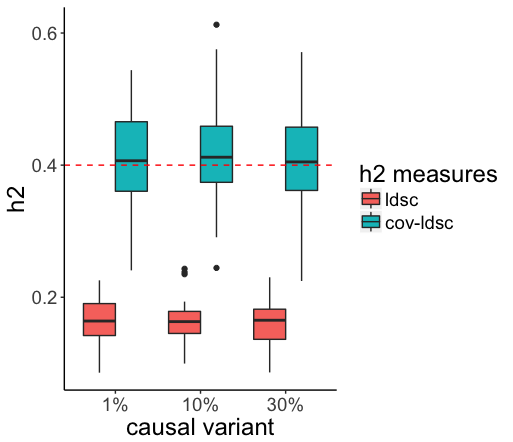 0.6
0.4
0.2
h2
1%
10%
30%
causal variant
h2 measures
ldsc
cov-ldsc